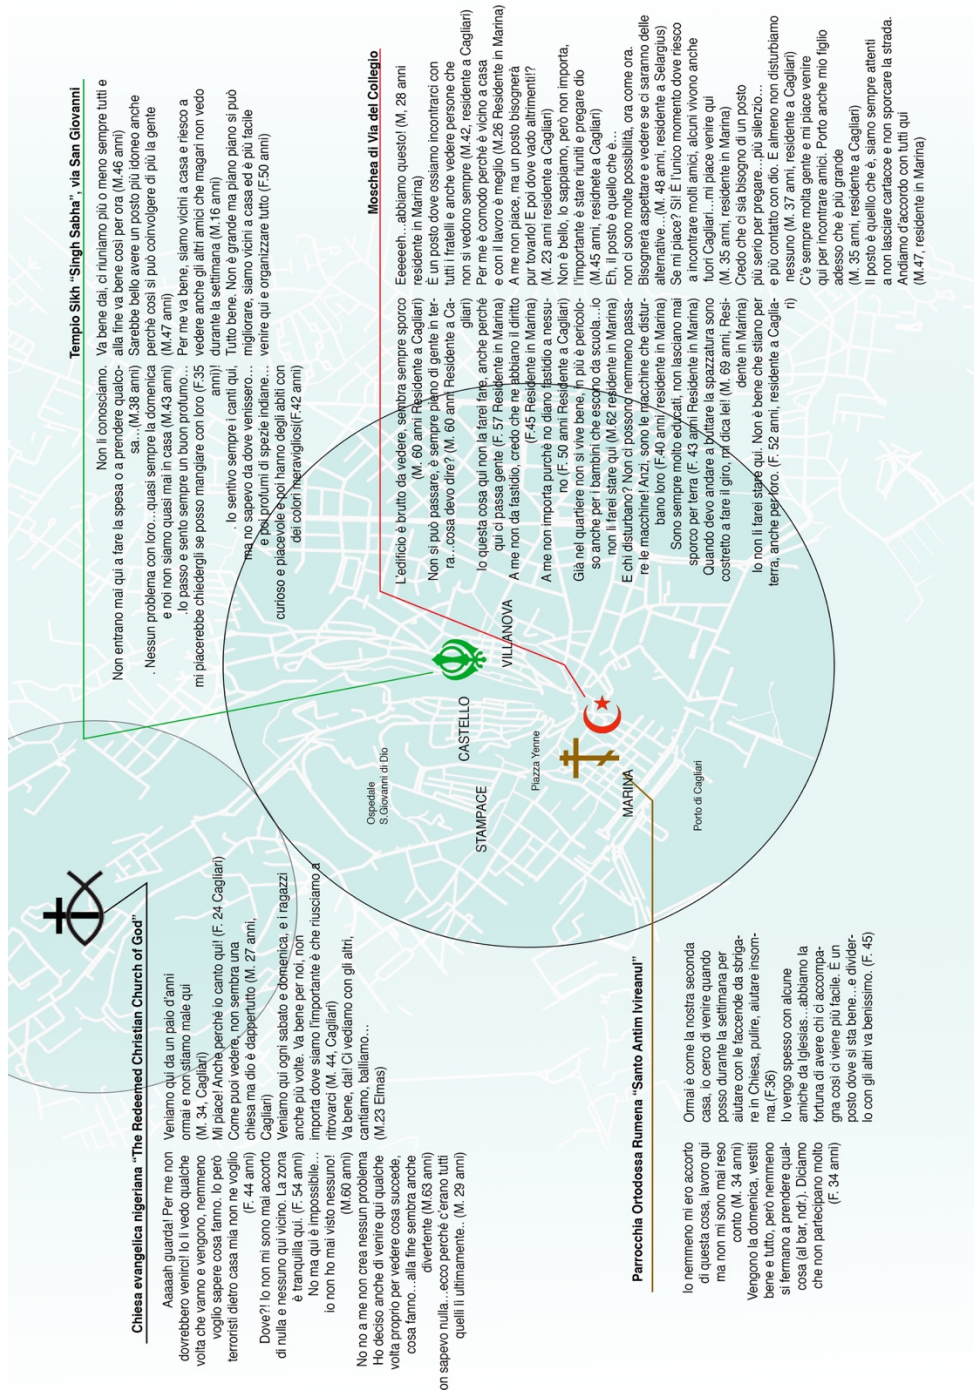 Chiesa evangelica nigeriana “The Redeemed Christian Church of God”
Aaaaah guarda! Per me non
dovrebbero venirci! Io li vedo qualche
volta che vanno e vengono, nemmeno
voglio sapere cosa fanno. Io però
terroristi dietro casa mia non ne voglio
(F. 44 anni)
Dove?! Io non mi sono mai accorto
di nulla e nessuno qui vicino. La zona
è tranquilla qui. (F. 54 anni)
No ma qui è impossibile…
io non ho mai visto nessuno!
(M.60 anni)
No no a me non crea nessun problema
Ho deciso anche di venire qui qualche
volta proprio per vedere cosa succede,
cosa fanno…alla fine sembra anche
divertente (M.63 anni)
on sapevo nulla…ecco perché c’erano tutti
quelli lì ultimamente.. (M. 29 anni)
Veniamo qui da un paio d’anni
ormai e non stiamo male qui
(M. 34, Cagliari)
Mi piace! Anche perché io canto qui! (F. 24 Cagliari)
Come puoi vedere, non sembra una
chiesa ma dio è dappertutto (M. 27 anni,
Cagliari)
Veniamo qui ogni sabato e domenica, e i ragazzi
anche più volte. Va bene per noi, non
importa dove siamo l’importante è che riusciamo a
ritrovarci (M. 44, Cagliari)
Va bene, dai! Ci vediamo con gli altri,
cantiamo, balliamo…
(M.23 Elmas)
Tempio Sikh “Singh Sabha”, via San Giovanni
Non li conosciamo.
Non entrano mai qui a fare la spesa o a prendere qualco-
sa…(M.38 anni)
. Nessun problema con loro…quasi sempre la domenica
e noi non siamo quasi mai in casa (M.43 anni)
.Io passo e sento sempre un buon profumo…
mi piacerebbe chiedergli se posso mangiare con loro (F.35
anni)!
. Io sentivo sempre i canti qui,
ma non sapevo da dove venissero…
e poi profumi di spezie indiane…
curioso e piacevole e poi hanno degli abiti con
dei colori meravigliosi(F.42 anni)
Va bene dai, ci riuniamo più o meno sempre tutti e
alla fine va bene così per ora (M.46 anni)
Sarebbe bello avere un posto più idoneo anche
perché così si può coinvolgere di più la gente
(M.47 anni)
Per me va bene, siamo vicini a casa e riesco a
vedere anche gli altri amici che magari non vedo
durante la settimana (M.16 anni)
Tutto bene. Non è grande ma piano piano si può
migliorare, siamo vicini a casa ed è più facile
venire qui e organizzare tutto (F.50 anni)
Moschea di Via del Collegio
L’edificio è brutto da vedere, sembra sempre sporco
(M. 60 anni Residente a Cagliari)
Non si può passare, è sempre pieno di gente in ter-
ra…cosa devo dire? (M. 60 anni Residente a Ca-
gliari)
Io questa cosa qui non la farei fare, anche perché
qui ci passa gente (F. 57 Residente in Marina)
A me non da fastidio, credo che ne abbiano il diritto
(F.45 Residente in Marina)
A me non importa purché no diano fastidio a nessu-
no (F. 50 anni Residente a Cagliari)
Già nel quartiere non si vive bene, in più è pericolo-
so anche per i bambini che escono da scuola…io
non li farei stare qui (M.62 residente in Marina)
E chi disturbano? Non ci possono nemmeno passa-
re le macchine! Anzi, sono le macchine che distur-
bano loro (F.40 anni, residente in Marina)
Sono sempre molto educati, non lasciano mai
sporco per terra (F. 43 anni Residente in Marina)
Quando devo andare a buttare la spazzatura sono
costretto a fare il giro, mi dica lei! (M. 69 anni, Resi-
dente in Marina)
Io non li farei stare qui. Non è bene che stiano per
terra, anche per loro. (F. 52 anni, residente a Caglia-
ri)
Eeeeeeh…abbiamo questo! (M, 28 anni
residente in Marina)
È un posto dove ossiamo incontrarci con
tutti i fratelli e anche vedere persone che
non si vedono sempre (M.42, residente a Cagliari)
Per me è comodo perché è vicino a casa
e con il lavoro è meglio (M.26 Residente in Marina)
A me non piace, ma un posto bisognerà
pur tovarlo! E poi dove vado altrimenti!?
(M. 23 anni residente a Cagliari)
Non è bello, lo sappiamo, però non importa,
l’importante è stare riuniti e pregare dio
(M.45 anni, residnete a Cagliari)
Eh, il posto è quello che è…
non ci sono molte possibilità, ora come ora.
Bisognerà aspettare e vedere se ci saranno delle
alternative…(M. 48 anni, residente a Selargius)
Se mi piace? SI! È l’unico momento dove riesco
a incontrare molti amici, alcuni vivono anche
fuori Cagliari…mi piace venire qui
(M. 35 anni, residente in Marina)
Credo che ci sia bisogno di un posto
più serio per pregare…più silenzio…
e più contatto con dio. E almeno non disturbiamo
nessuno (M. 37 anni, residente a Cagliari)
C’è sempre molta gente e mi piace venire
qui per incontrare amici. Porto anche mio figlio
adesso che è più grande
(M. 35 anni, residente a Cagliari)
Il posto è quelllo che è, siamo sempre attenti
a non lasciare cartacce e non sporcare la strada.
Andiamo d’accordo con tutti qui
(M.47, residente in Marina)
Ospedale
S.Giovanni di Dio
STAMPACE
CASTELLO
VILLANOVA
Piazza Yenne
MARINA
Porto di Cagliari
Parrocchia Ortodossa Rumena “Santo Antim Ivireanul”
Io nemmeno mi ero accorto
di questa cosa, lavoro qui
ma non mi sono mai reso
conto (M. 34 anni)
Vengono la domenica, vestiti
bene e tutto, però nemmeno
si fermano a prendere qual-
cosa (al bar, ndr.). Diciamo
che non partecipano molto
(F. 34 anni)
Ormai è come la nostra seconda
casa, io cerco di venire quando
posso durante la settimana per
aiutare con le faccende da sbriga-
re in Chiesa, pulire, aiutare insom-
ma.(F.36)
Io vengo spesso con alcune
amiche da Iglesias…abbiamo la
fortuna di avere chi ci accompa-
gna così ci viene più facile. È un
posto dove si sta bene…e divider-
lo con gli altri va benissimo. (F. 45)